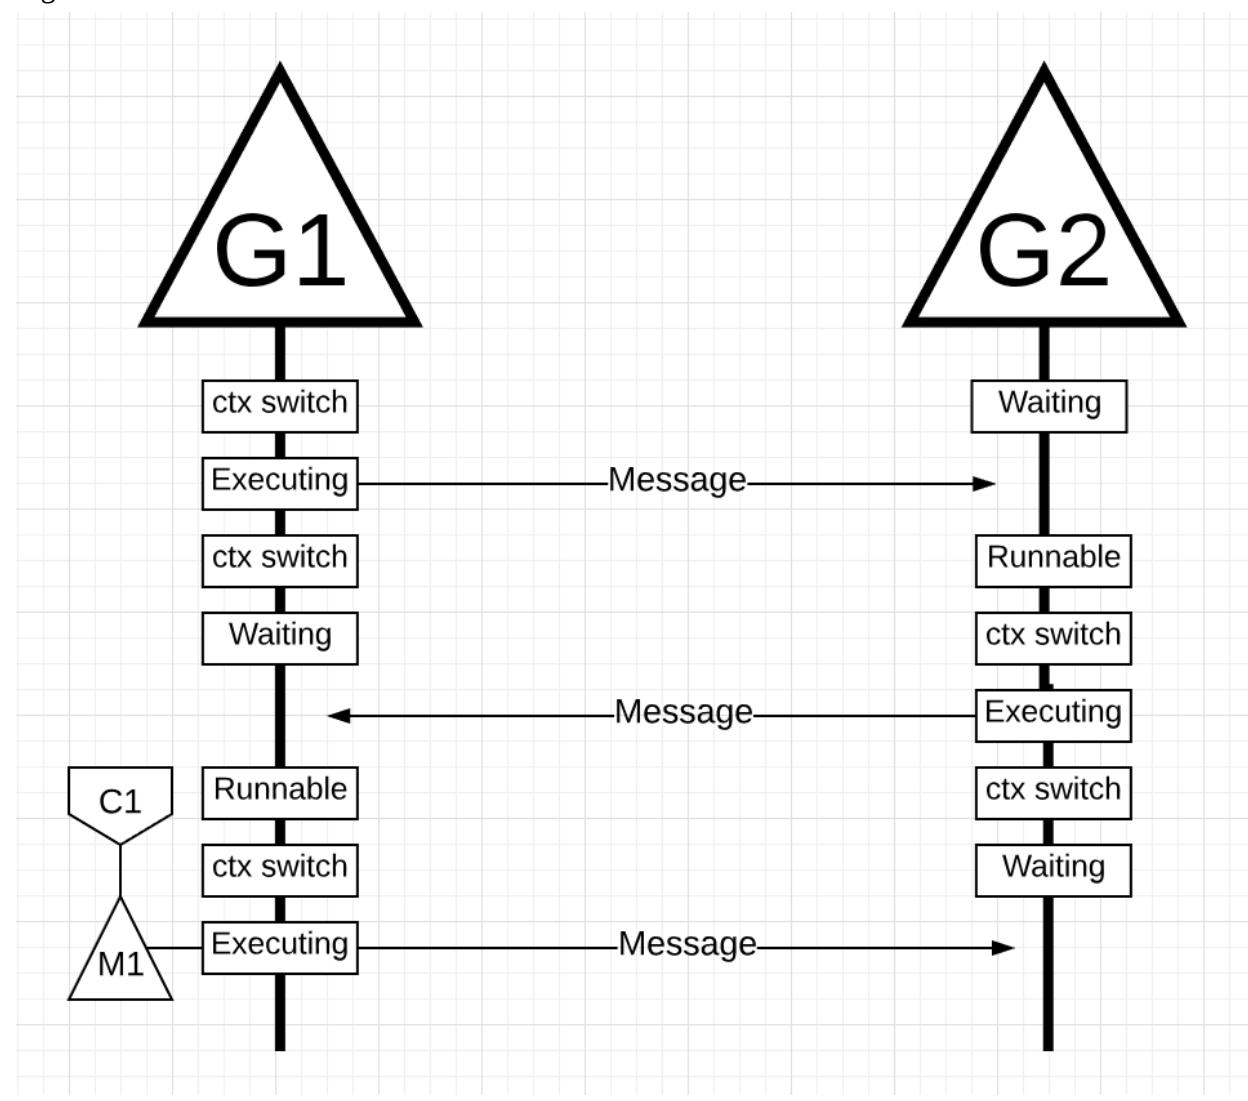 G1 G2
ctx switch Waiting
Executing Message
ctx switch Runnable
Waiting ctx switch
Message Executing
C1 Runnable ctx switch
ctx switch Waiting
M1 Executing Message